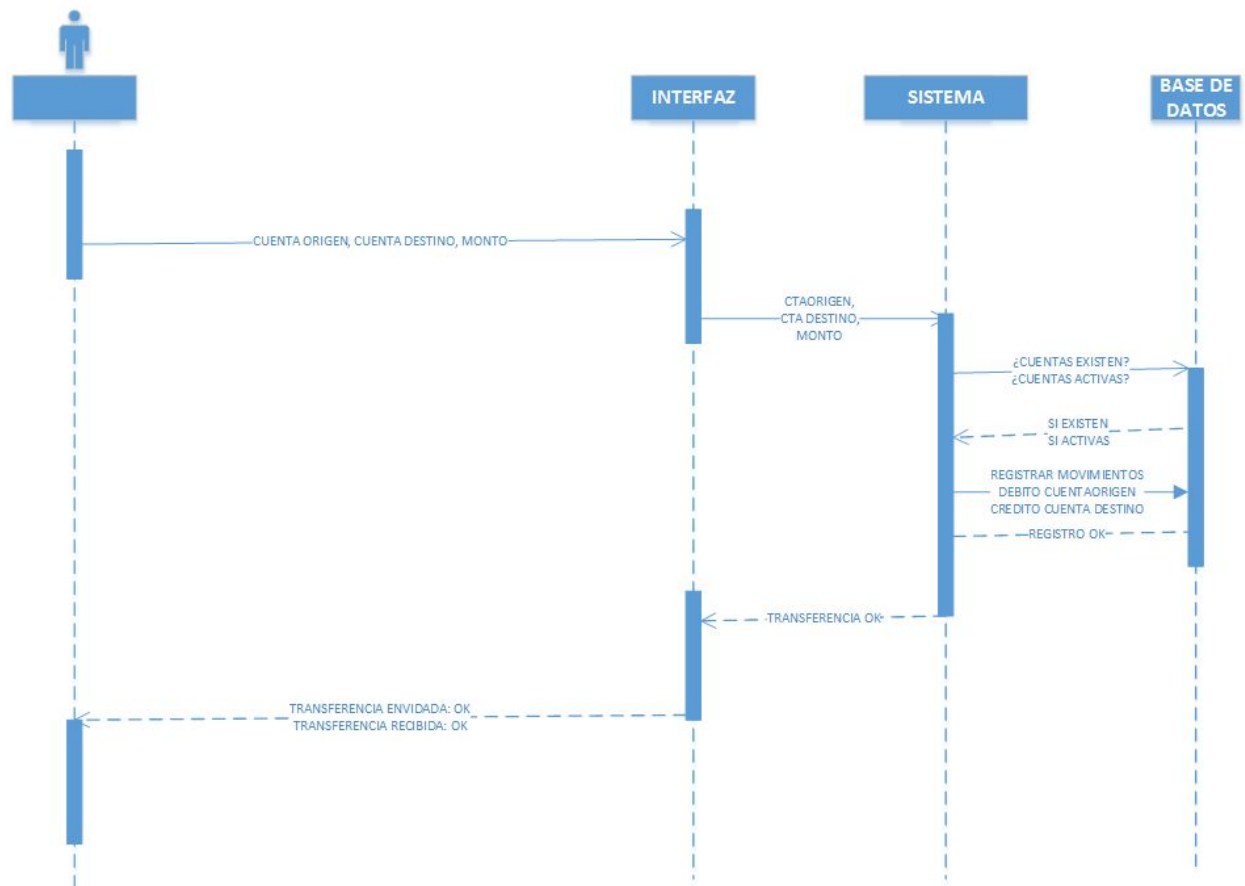 INTERFAZ
SISTEMA
BASE DE
DATOS
CUENTA ORIGEN, CUENTA DESTINO, MONTO
CTAORIGEN,
CTA DESTINO,
MONTO
¿CUENTAS EXISTEN?
¿CUENTAS ACTIVAS?
SI EXISTEN
SI ACTIVAS
REGISTRAR MOVIMIENTOS
DEBITO CUENTAORIGEN
CREDITO CUENTA DESTINO
REGISTRO OK
TRANSFERENCIA OK
TRANSFERENCIA ENVIDADA: OK
TRANSFERENCIA RECIBIDA: OK